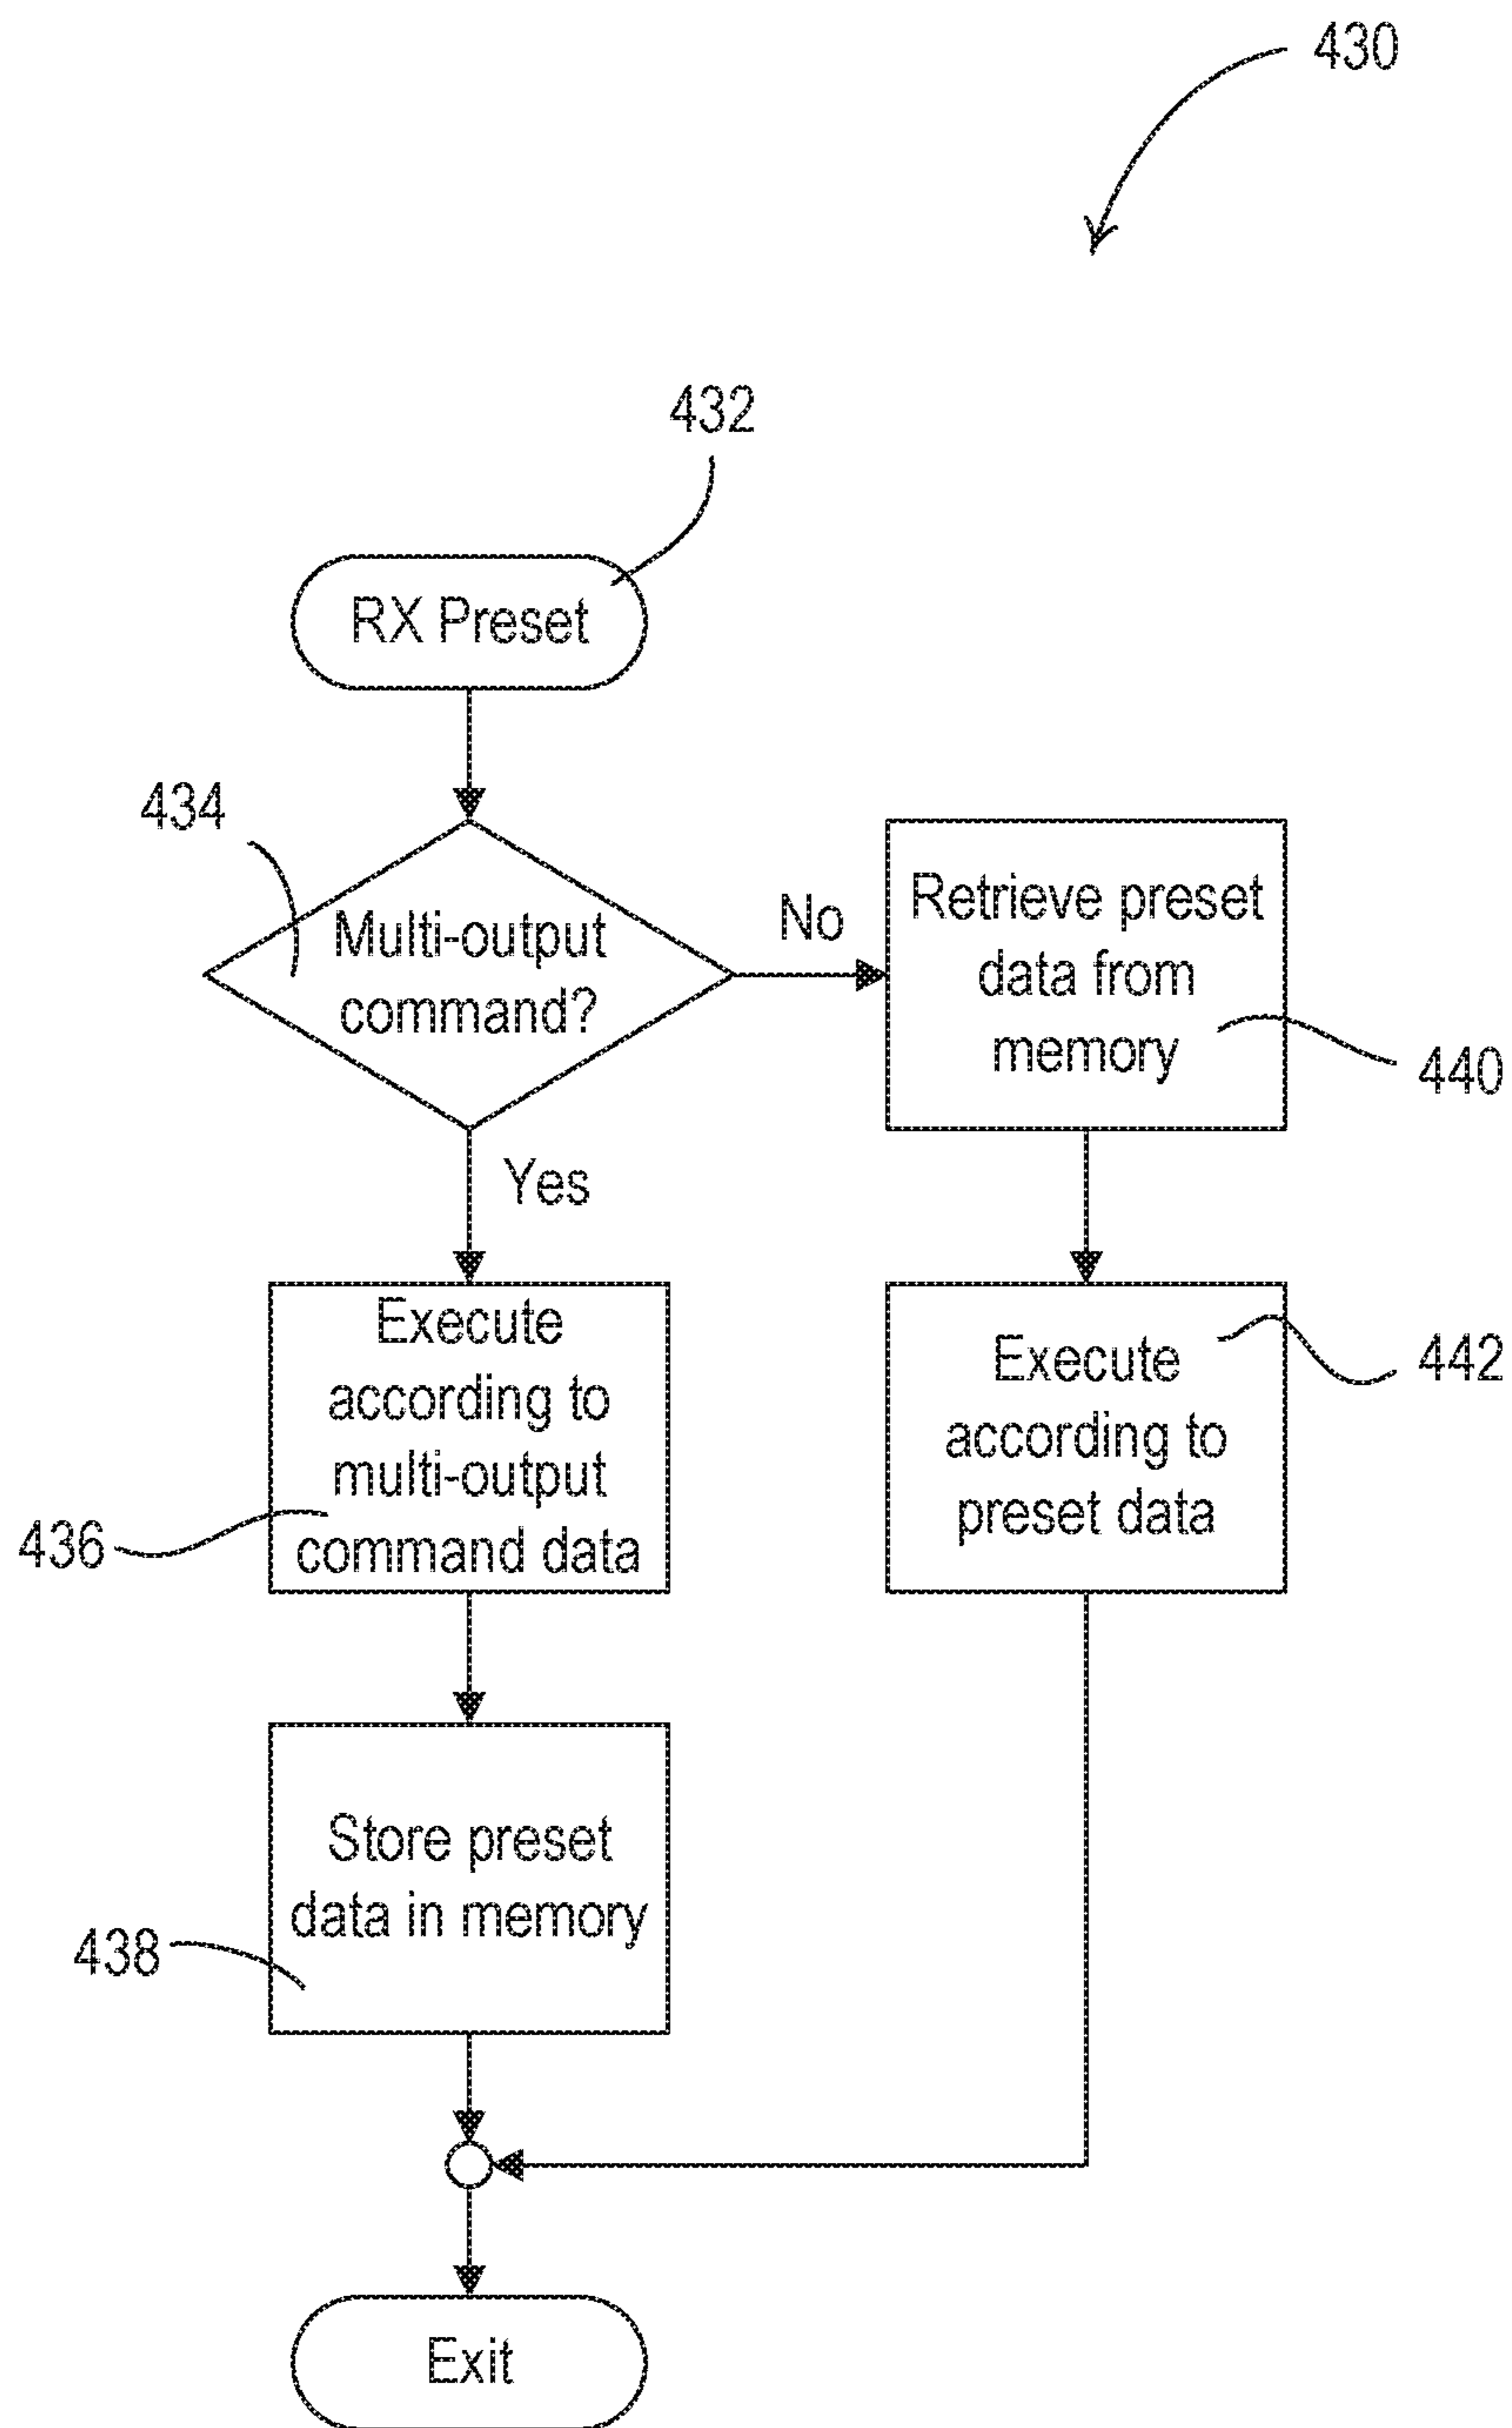 430
432
RX Preset
434
Multi-output
command?
No
Retrieve preset
data from
memory
440
Yes
Execute
according to
multi-output
command data
436
Execute
according to
preset data
442
Store preset
data in memory
438
Exit